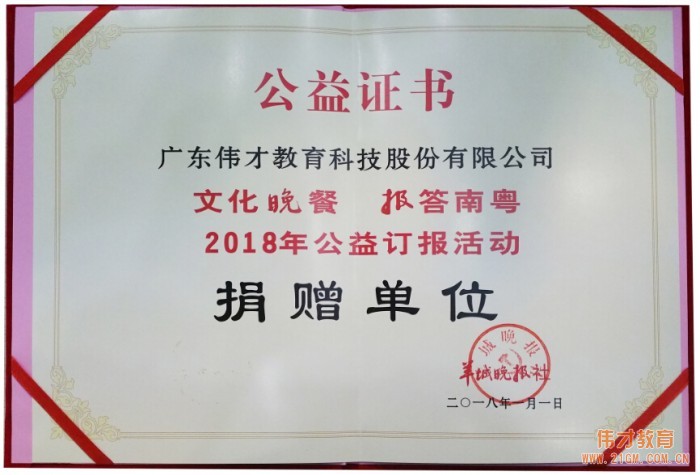 公益证书
广东伟才教育科技股份有限公司
文化晚餐 报答南粤
2018年公益订报活动
捐赠单位
城晚报
羊城晚报社
二〇一八年一月一日
伟才教育
WWW.21GM.COM.CN